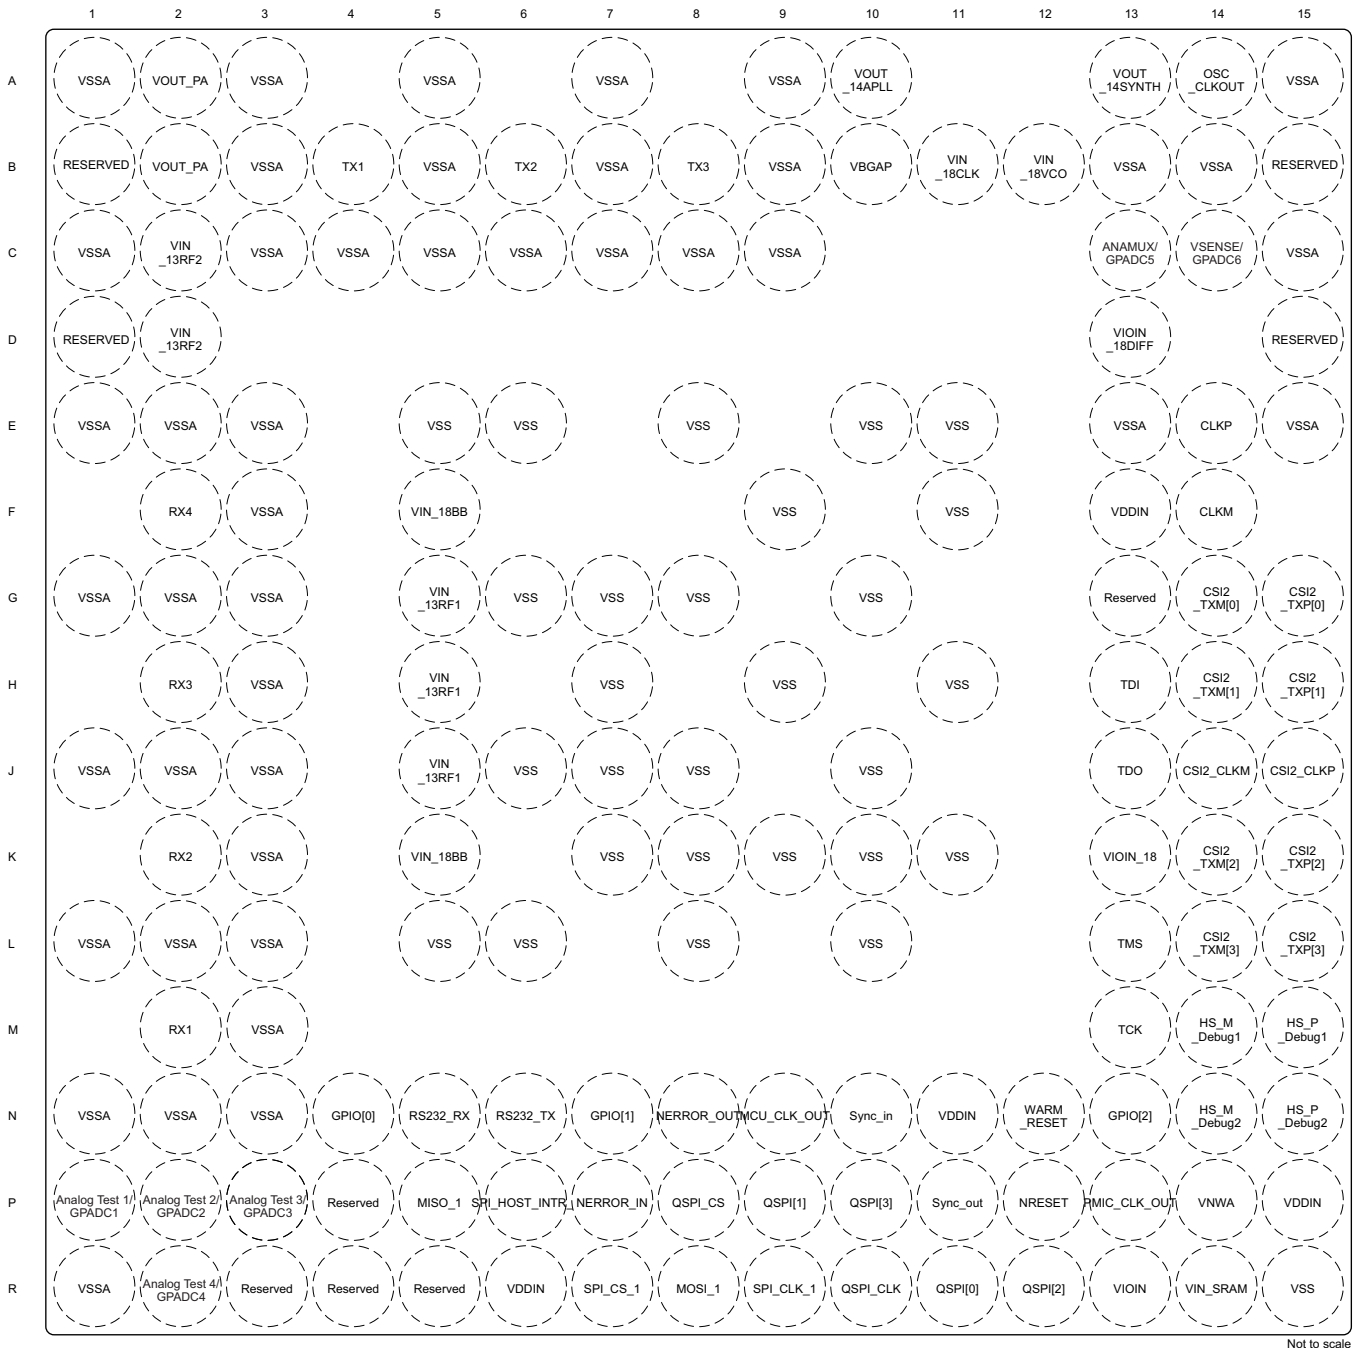 1 2 3 4 5 6 7 8 9 10 11 12 13 14 15
A VSSA VOUT_PA VSSA VSSA VSSA VSSA VOUT _14APLL VOUT _14SYNTH OSC _CLKOUT VSSA
B RESERVED VOUT_PA VSSA TX1 VSSA TX2 VSSA TX3 VSSA VBGAP VIN _18CLK VIN _18VCO VSSA VSSA RESERVED
C VSSA VIN _13RF2 VSSA VSSA VSSA VSSA VSSA VSSA VSSA ANAMUX/ GPADC5 VSENSE/ GPADC6 VSSA
D RESERVED VIN _13RF2 VIOIN _18DIFF RESERVED
E VSSA VSSA VSSA VSS VSS VSS VSS VSS VSSA CLKP VSSA
F RX4 VSSA VIN_18BB VSS VSS VDDIN CLKM
G VSSA VSSA VSSA VIN _13RF1 VSS VSS VSS VSS Reserved CSI2 _TXM[0] CSI2 _TXP[0]
H RX3 VSSA VIN _13RF1 VSS VSS VSS TDI CSI2 _TXM[1] CSI2 _TXP[1]
J VSSA VSSA VSSA VIN _13RF1 VSS VSS VSS VSS TDO CSI2_CLKM CSI2_CLKP
K RX2 VSSA VIN_18BB VSS VSS VSS VSS VSS VIOIN_18 CSI2 _TXM[2] CSI2 _TXP[2]
L VSSA VSSA VSSA VSS VSS VSS VSS TMS CSI2 _TXM[3] CSI2 _TXP[3]
M RX1 VSSA TCK HS_M _Debug1 HS_P _Debug1
N VSSA VSSA VSSA GPIO[0] RS232_RX RS232_TX GPIO[1] NERROR_OUT MCU_CLK_OUT Sync_in VDDIN WARM _RESET GPIO[2] HS_M _Debug2 HS_P _Debug2
P Analog Test 1/ GPADC1 Analog Test 2/ GPADC2 Analog Test 3/ GPADC3 Reserved MISO_1 SPI_HOST_INTR_ NERROR_IN QSPI_CS QSPI[1] QSPI[3] Sync_out NRESET PMIC_CLK_OUT VNWA VDDIN
R VSSA Analog Test 4/ GPADC4 Reserved Reserved Reserved VDDIN SPI_CS_1 MOSI_1 SPI_CLK_1 QSPI_CLK QSPI[0] QSPI[2] VIOIN VIN_SRAM VSS
Not to scale